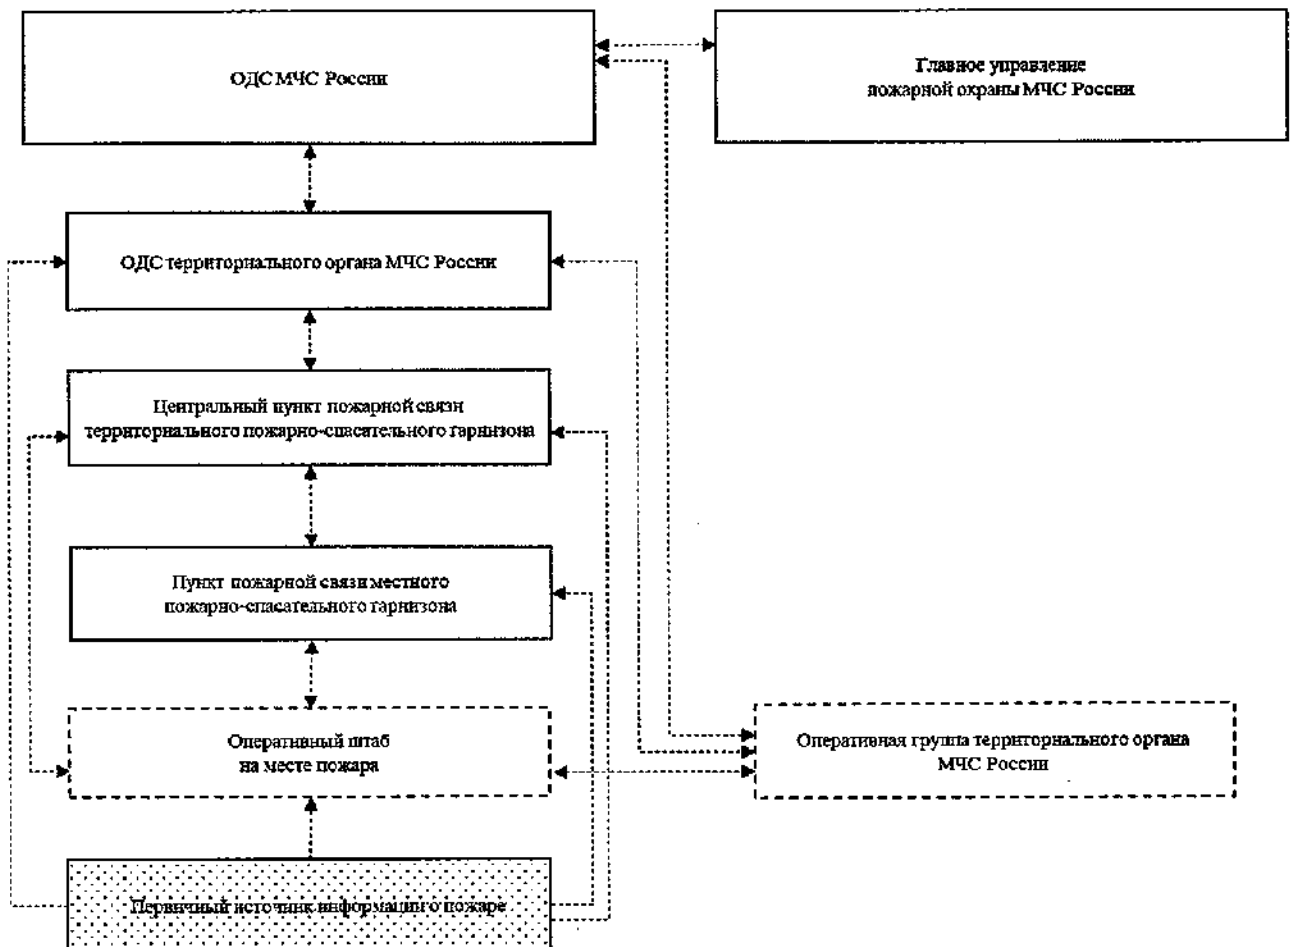 ОДС МЧС России
Главное управление
пожарной охраны МЧС России
ОДС территориального органа МЧС России
Центральный пункт пожарной связи
территориального пожарно-спасательного гарнизона
Пункт пожарной связи местного
пожарно-спасательного гарнизона
Оперативный штаб
на месте пожара
Оперативная группа территориального органа
МЧС России
Первичный источник информации о пожаре